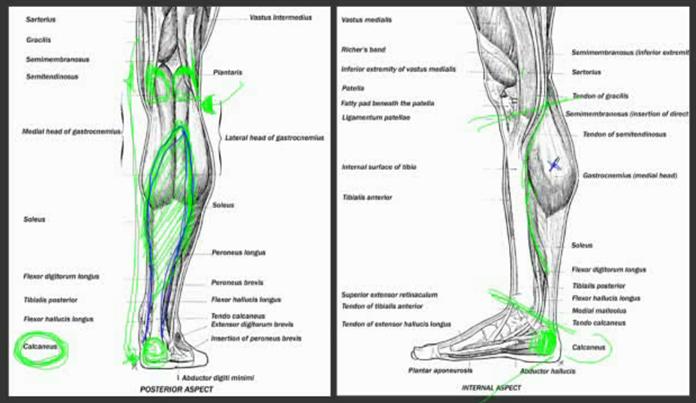 Sartorius
Vastus Intermedius
Gracilis
Semimembranosus
Semitendinosus
Plantaris
Medial head of gastrocnemius
Lateral head of gastrocnemius
Soleus
Soleus
Peroneus longus
Flexor digitorum longus
Peroneus brevis
Tibialis posterior
Flexor hallucis longus
Flexor hallucis longus
Tendo calcaneus
Extensor digitorum brevis
Calcaneus
Insertion of peroneus brevis
Abductor digiti minimi
POSTERIOR ASPECT
Vastus medialis
Richer's band
Semimembranosus (inferior extremit
Inferior extremity of vastus medialis
Sartorius
Patella
Tendon of gracilis
Fatty pad beneath the patella
Semimembranosus (insertion of direct
Ligamentum patellae
Tendon of semitendinosus
Internal surface of tibia
Gastrocnemius (medial head)
Tibialis anterior
Soleus
Flexor digitorum longus
Tibialis posterior
Superior extensor retinaculum
Flexor hallucis longus
Tendon of tibialis anterior
Medial malleolus
Tendon of extensor hallucis longus
Tendo calcaneus
Calcaneus
Plantar aponeurosis
Abductor hallucis
INTERNAL ASPECT